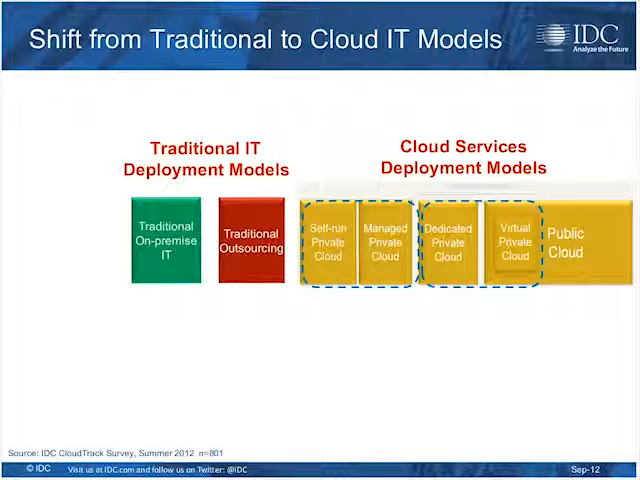 Shift from Traditional to Cloud IT Models
IDC
Analyze the Future
Traditional IT
Deployment Models
Cloud Services
Deployment Models
Traditional
On-premise
IT
Traditional
Outsourcing
Self-run
Private
Cloud
Managed
Private
Cloud
Dedicated
Private
Cloud
Virtual
Private
Cloud
Public
Cloud
Source: IDC CloudTrack Survey, Summer 2012 n=801
© IDC Visit us at IDC.com and follow us on Twitter: @IDC Sep-12